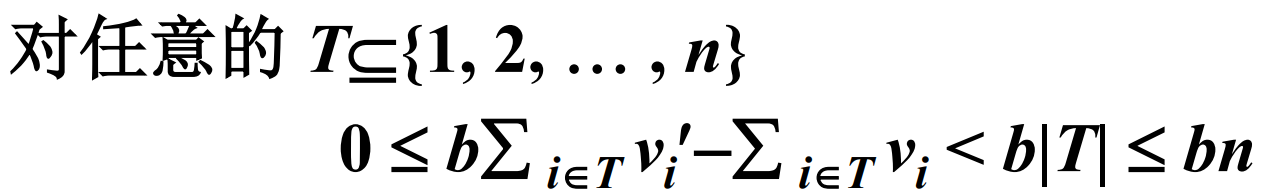 对任意的 T⊆{1, 2, … , n}
0 ≤ b∑ i∈T vi′−∑ i∈T vi < b|T| ≤ bn